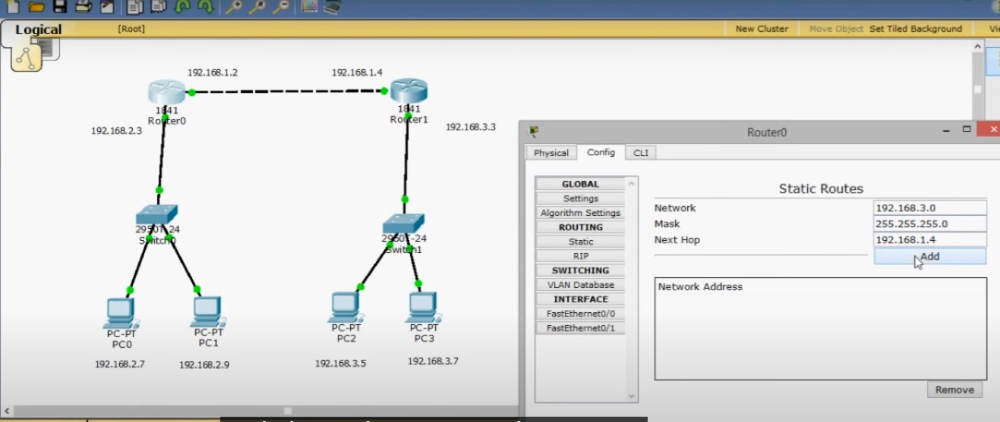 Logical
[Root]
New Cluster
Move Object
Set Tiled Background
192.168.1.2
192.168.1.4
1841
Router0
1841
Router1
192.168.2.3
192.168.3.3
2950T-24
Switch0
2950T-24
Switch1
PC-PT
PC0
PC-PT
PC1
PC-PT
PC2
PC-PT
PC3
192.168.2.7
192.168.2.9
192.168.3.5
192.168.3.7
Router0
Physical
Config
CLI
GLOBAL
Settings
Algorithm Settings
ROUTING
Static
RIP
SWITCHING
VLAN Database
INTERFACE
FastEthernet0/0
FastEthernet0/1
Static Routes
Network 192.168.3.0
Mask 255.255.255.0
Next Hop 192.168.1.4
Add
Network Address
Remove